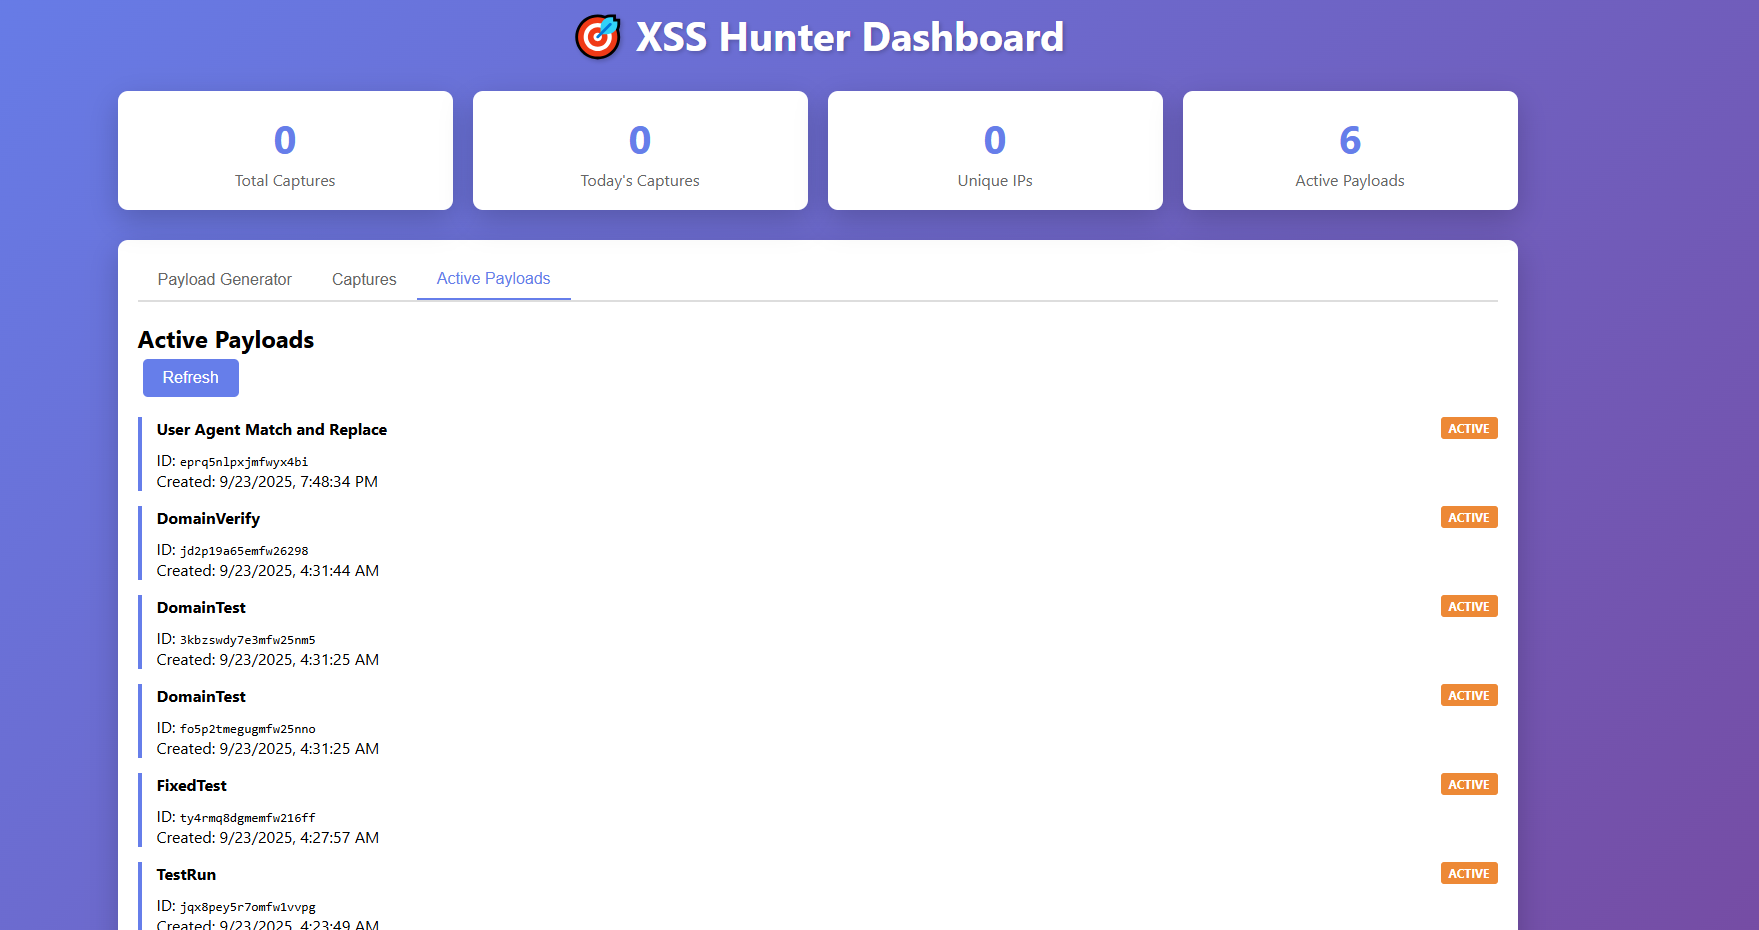 XSS Hunter Dashboard
0
Total Captures
0
Today's Captures
0
Unique IPs
6
Active Payloads
Payload Generator
Captures
Active Payloads
Active Payloads
Refresh
User Agent Match and Replace
ACTIVE
ID: eprq5nlpxjmfwyx4bi
Created: 9/23/2025, 7:48:34 PM
DomainVerify
ACTIVE
ID: jd2p19a65emfw26298
Created: 9/23/2025, 4:31:44 AM
DomainTest
ACTIVE
ID: 3kbzswdy7e3mfw25nm5
Created: 9/23/2025, 4:31:25 AM
DomainTest
ACTIVE
ID: fo5p2tmegugmfw25nno
Created: 9/23/2025, 4:31:25 AM
FixedTest
ACTIVE
ID: ty4rmq8dgmemfw216ff
Created: 9/23/2025, 4:27:57 AM
TestRun
ACTIVE
ID: jqx8pey5r7omfw1vvpg
Created: 9/23/2025, 4:23:49 AM